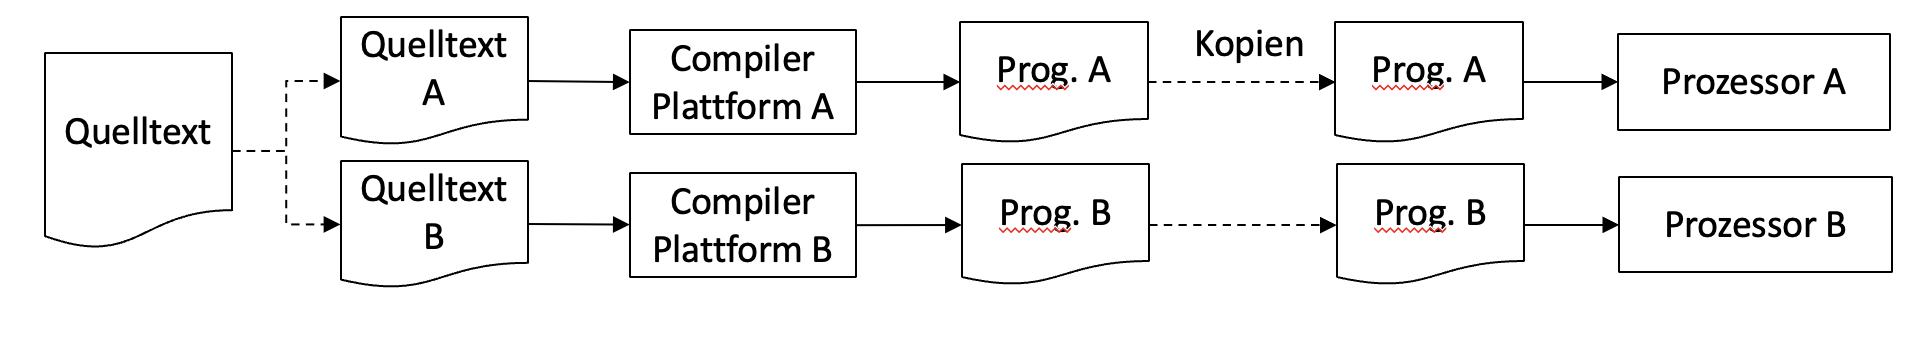 Quelltext
Quelltext
A
Compiler
Plattform A
Prog. A
Kopien
Prog. A
Prozessor A
Quelltext
B
Compiler
Plattform B
Prog. B
Prog. B
Prozessor B